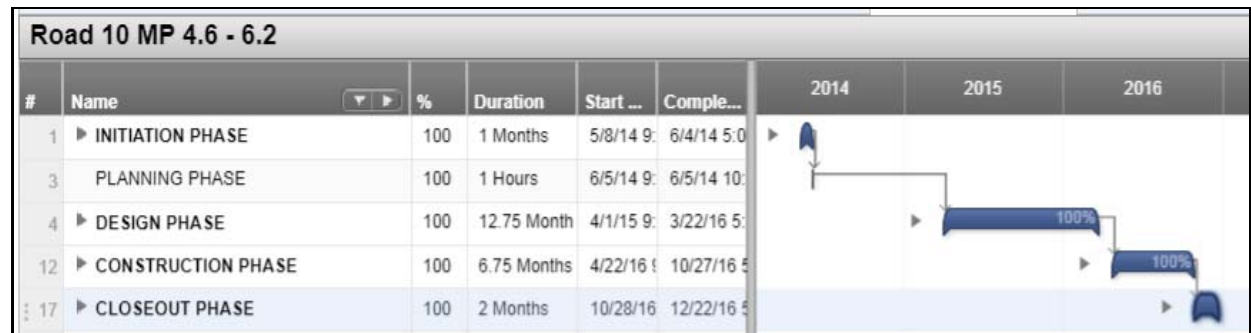 Road 10 MP 4.6 - 6.2
# Name % Duration Start ... Comple... 2014 2015 2016
1 INITIATION PHASE 100 1 Months 5/8/14 9: 6/4/14 5:0
3 PLANNING PHASE 100 1 Hours 6/5/14 9: 6/5/14 10:
4 DESIGN PHASE 100 12.75 Month 4/1/15 9: 3/22/16 5: 100%
12 CONSTRUCTION PHASE 100 6.75 Months 4/22/16 9 10/27/16 5 100%
17 CLOSEOUT PHASE 100 2 Months 10/28/16 12/22/16 5